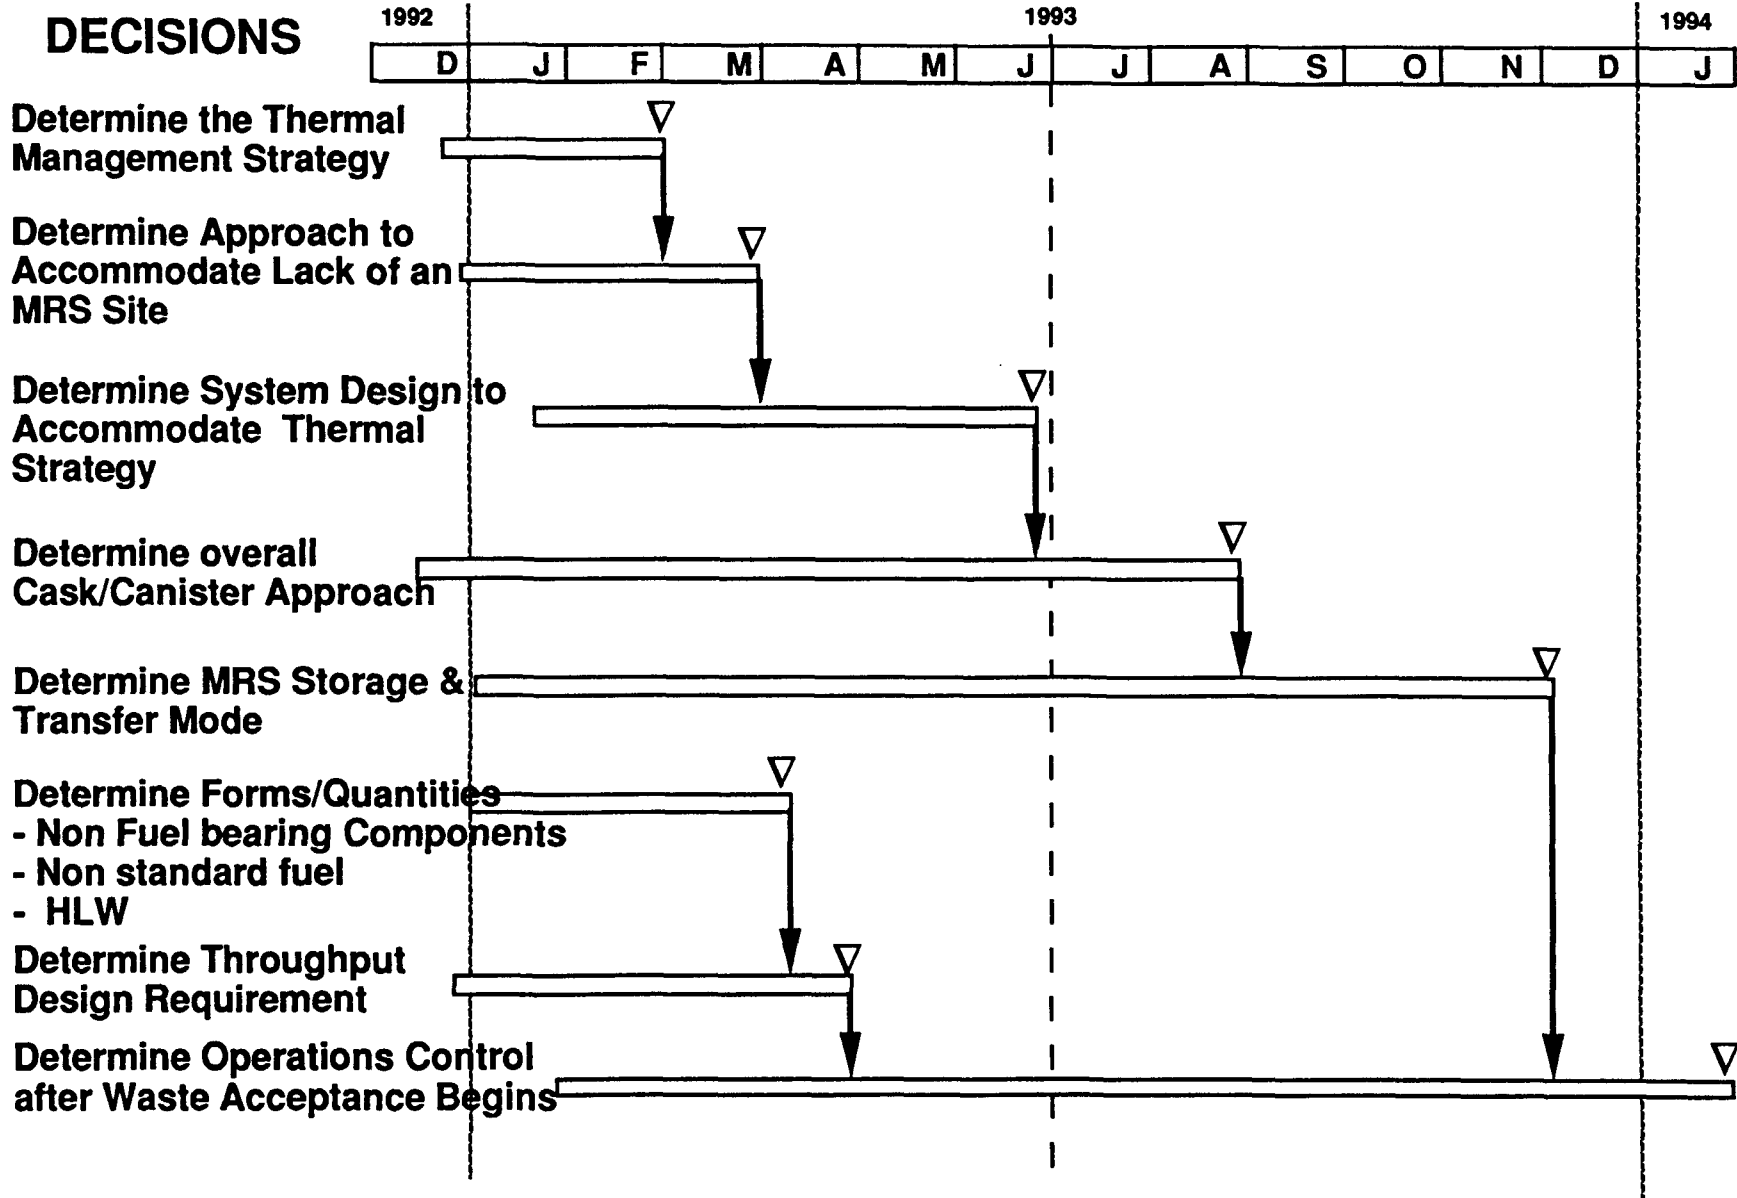 DECISIONS
1992 1993 1994
D J F M A M J J A S O N D J
Determine the Thermal
Management Strategy
Determine Approach to
Accommodate Lack of an
MRS Site
Determine System Design to
Accommodate Thermal
Strategy
Determine overall
Cask/Canister Approach
Determine MRS Storage &
Transfer Mode
Determine Forms/Quantities
- Non Fuel bearing Components
- Non standard fuel
- HLW
Determine Throughput
Design Requirement
Determine Operations Control
after Waste Acceptance Begins